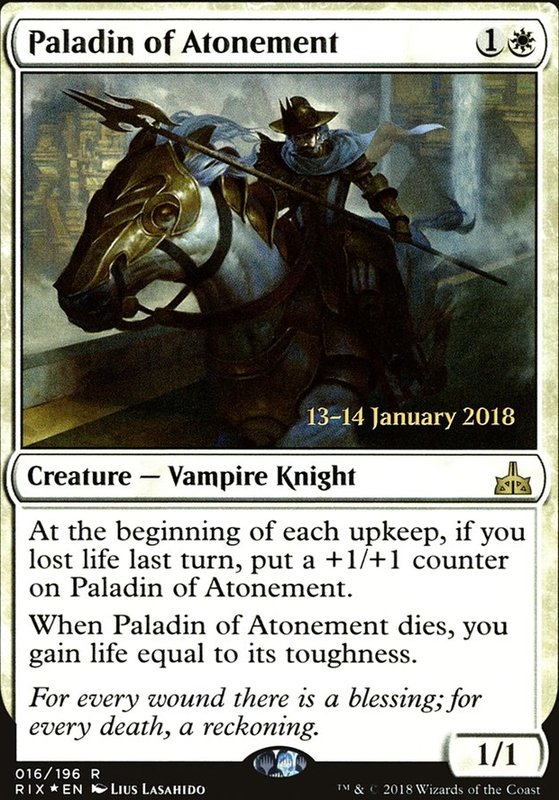 Paladin of Atonement 1
13–14 January 2018
Creature — Vampire Knight
At the beginning of each upkeep, if you
lost life last turn, put a +1/+1 counter
on Paladin of Atonement.
When Paladin of Atonement dies, you
gain life equal to its toughness.
For every wound there is a blessing; for
every death, a reckoning.
1/1
016/196 R
RIX★EN Lius Lasahido
™ & © 2018 Wizards of the Coast